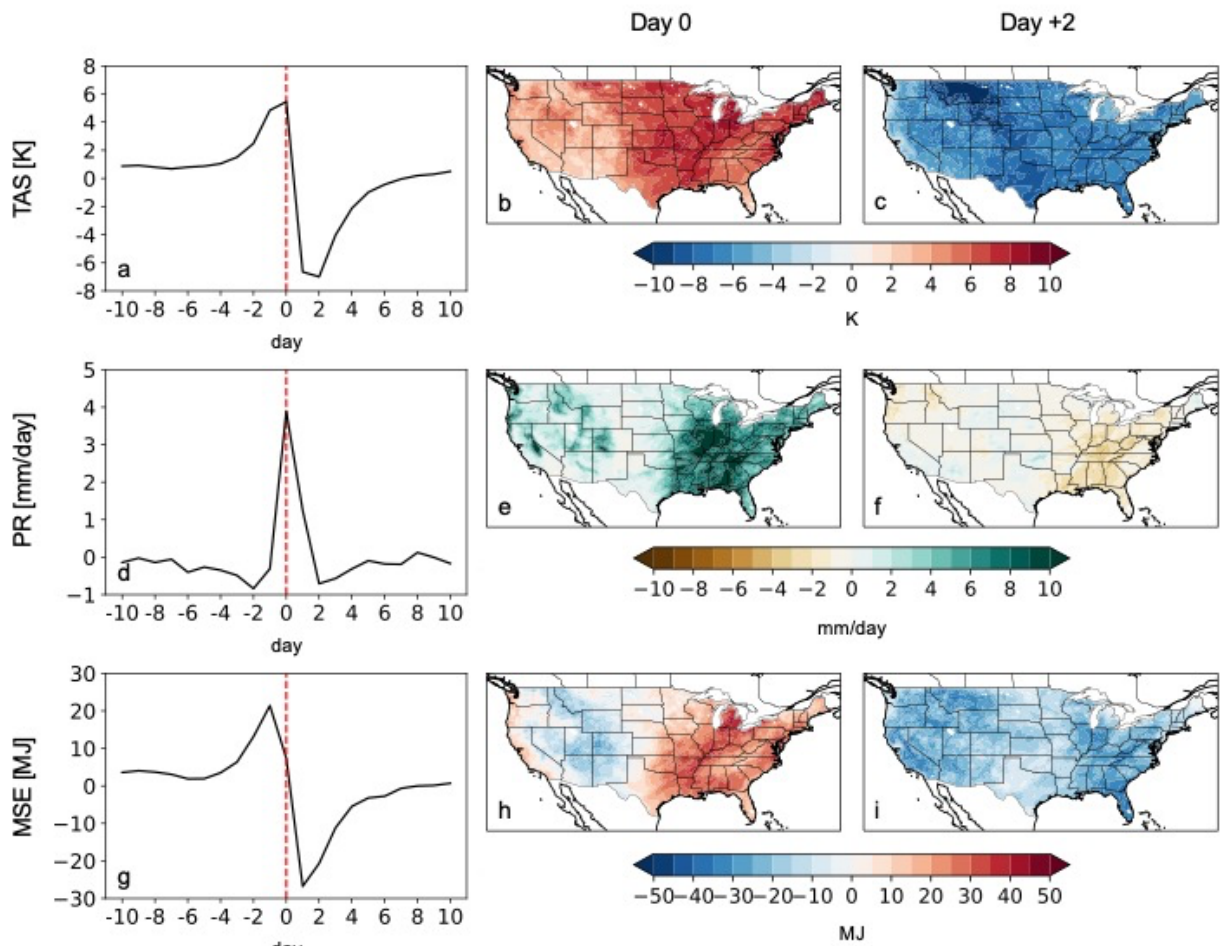 Day 0
Day +2
TAS [K]
8
6
4
2
0
−2
−4
−6
−8
a
-10 -8 -6 -4 -2 0 2 4 6 8 10
day
b
c
−10 −8 −6 −4 −2 0 2 4 6 8 10
K
PR [mm/day]
5
4
3
2
1
0
−1
d
-10 -8 -6 -4 -2 0 2 4 6 8 10
day
e
f
−10 −8 −6 −4 −2 0 2 4 6 8 10
mm/day
MSE [MJ]
30
20
10
0
−10
−20
−30
g
-10 -8 -6 -4 -2 0 2 4 6 8 10
day
h
i
−50−40−30−20−10 0 10 20 30 40 50
MJ